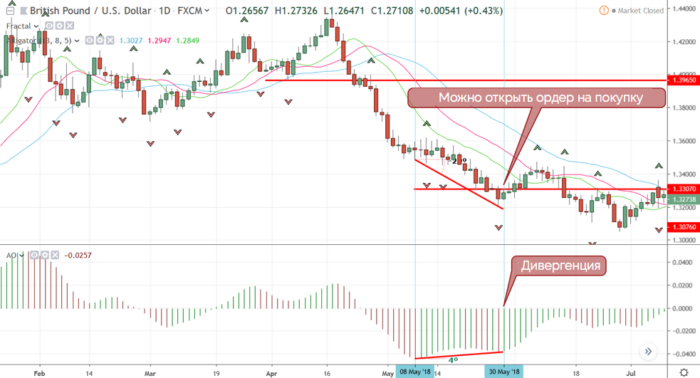 British Pound / U.S. Dollar · 1D · FXCM O1.26567 H1.27326 L1.26471 C1.27108 +0.00541 (+0.43%)
Market Closed
Fractal
8, 5) 1.3027 1.2947 1.2849
1.44000
1.42000
1.40000
1.39650
1.38000
Можно открыть ордер на покупку
1.36000
1.34000
1.33070
1.32738
1.32000
1.30760
1.30000
AO -0.0257
Дивергенция
0.0400
0.0200
0.0000
-0.0200
-0.0400
4º
Feb 14 Mar 14 Apr 16 May 08 May '18 14 30 May '18 18 Jul